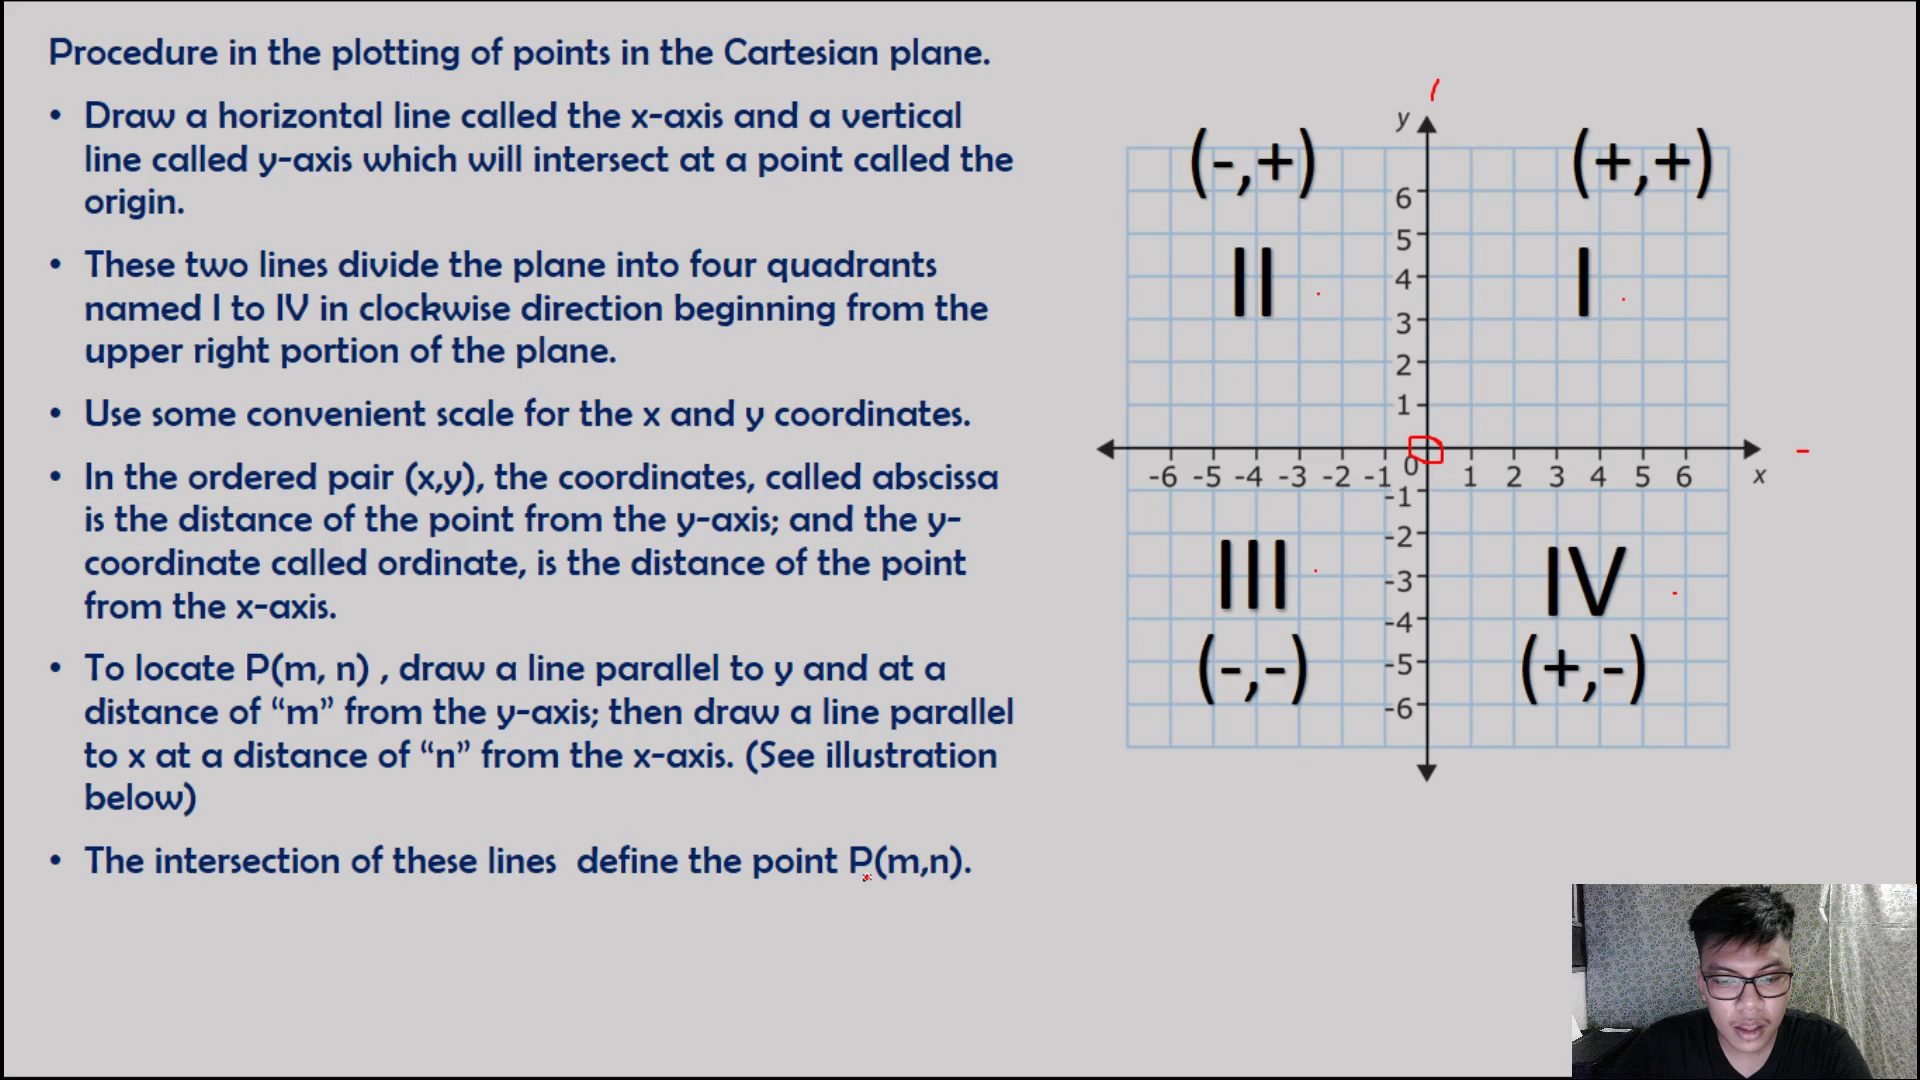 Procedure in the plotting of points in the Cartesian plane.
• Draw a horizontal line called the x-axis and a vertical
line called y-axis which will intersect at a point called the
origin.
• These two lines divide the plane into four quadrants
named I to IV in clockwise direction beginning from the
upper right portion of the plane.
• Use some convenient scale for the x and y coordinates.
• In the ordered pair (x,y), the coordinates, called abscissa
is the distance of the point from the y-axis; and the y-
coordinate called ordinate, is the distance of the point
from the x-axis.
• To locate P(m, n) , draw a line parallel to y and at a
distance of “m” from the y-axis; then draw a line parallel
to x at a distance of “n” from the x-axis. (See illustration
below)
• The intersection of these lines define the point P(m,n).
y
(-,+) (+,+)
6
5
II 4 I
3
2
1
0
-6 -5 -4 -3 -2 -1 1 2 3 4 5 6 x
-1
-2
III -3 IV
-4
(-,-) -5 (+,-)
-6